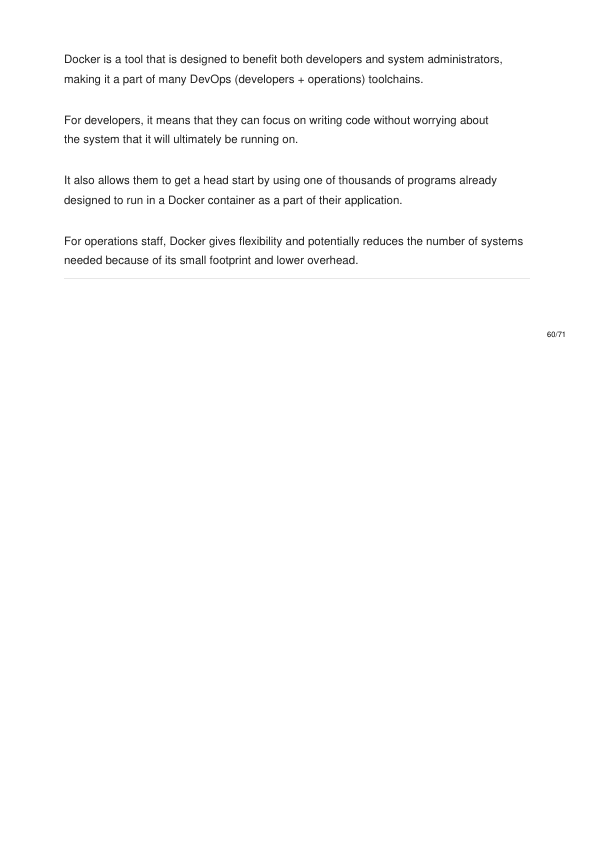 Docker is a tool that is designed to benefit both developers and system administrators,
making it a part of many DevOps (developers + operations) toolchains.
For developers, it means that they can focus on writing code without worrying about
the system that it will ultimately be running on.
It also allows them to get a head start by using one of thousands of programs already
designed to run in a Docker container as a part of their application.
For operations staff, Docker gives flexibility and potentially reduces the number of systems
needed because of its small footprint and lower overhead.
60/71